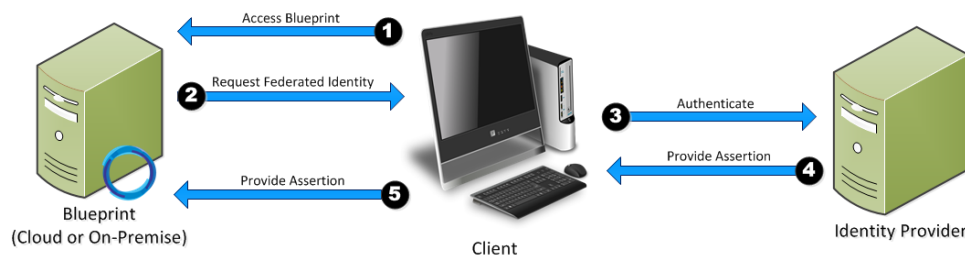 Access Blueprint
1
2
Request Federated Identity
3
Authenticate
Provide Assertion
4
Provide Assertion
5
Blueprint
(Cloud or On-Premise)
Client
Identity Provider